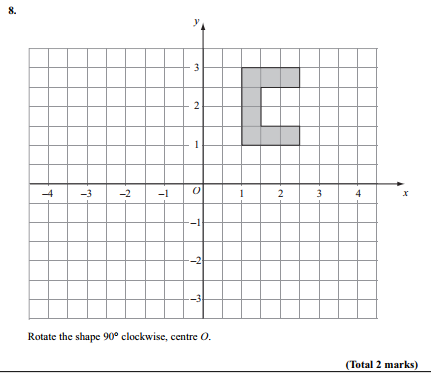 8.
y
3
2
1
-4 -3 -2 -1 O 1 2 3 4 x
-1
-2
-3
Rotate the shape 90° clockwise, centre O.
(Total 2 marks)